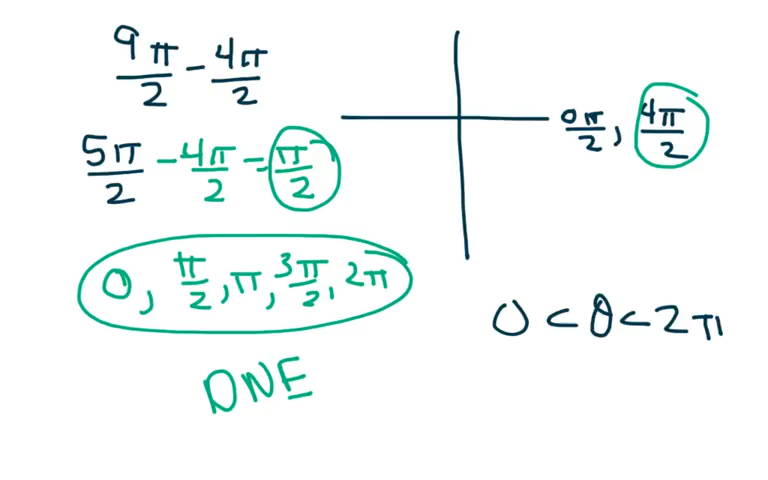 9π/2 - 4π/2
0π/2, 4π/2
5π/2 - 4π/2 = π/2
0, π/2, π, 3π/2, 2π
0 < θ < 2π
DNE